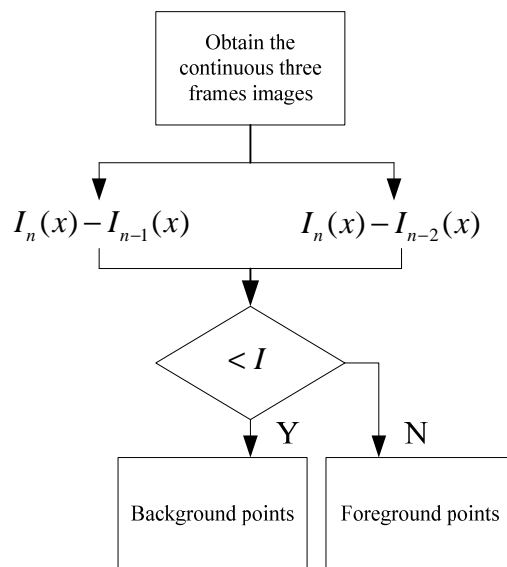 Obtain the
continuous three
frames images
I_n(x) − I_{n−1}(x)
I_n(x) − I_{n−2}(x)
< I
Y
N
Background points
Foreground points